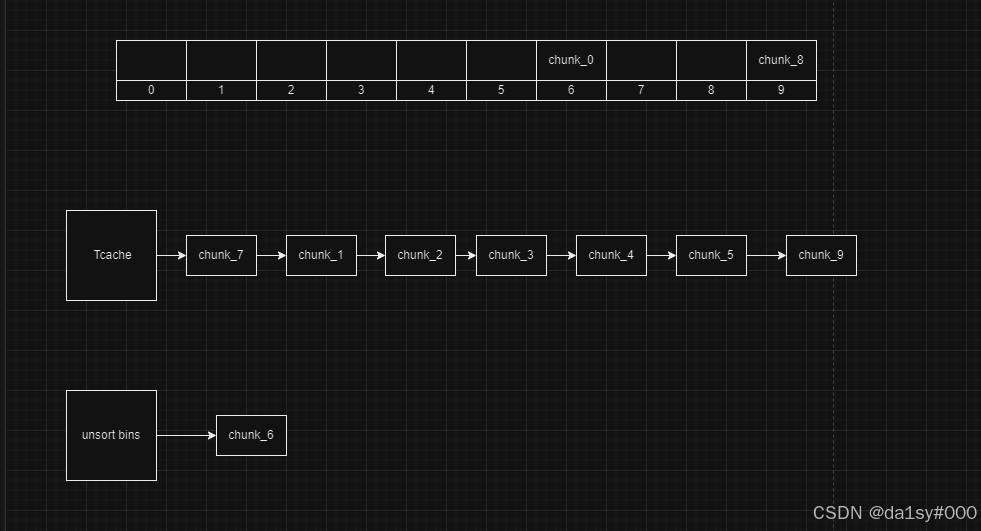 chunk_0 chunk_8
0 1 2 3 4 5 6 7 8 9
Tcache chunk_7 chunk_1 chunk_2 chunk_3 chunk_4 chunk_5 chunk_9
unsort bins chunk_6
CSDN @da1sy#000